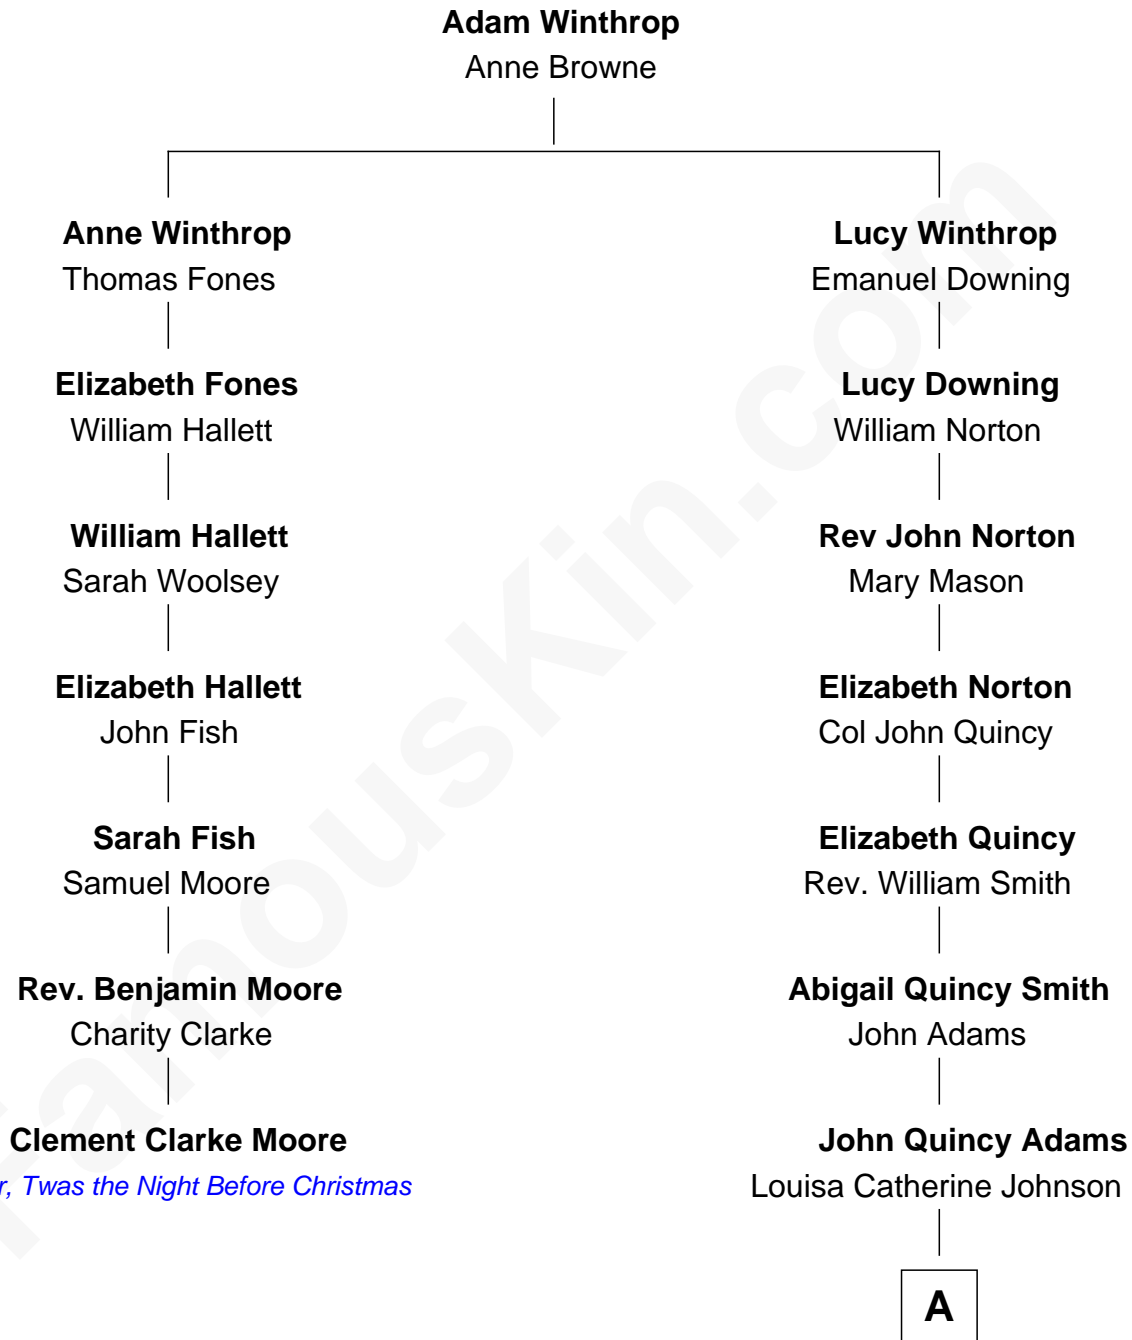 Adam Winthrop
Anne Browne
Anne Winthrop
Thomas Fones
Elizabeth Fones
William Hallett
William Hallett
Sarah Woolsey
Elizabeth Hallett
John Fish
Sarah Fish
Samuel Moore
Rev. Benjamin Moore
Charity Clarke
Clement Clarke Moore
r, Twas the Night Before Christmas
Lucy Winthrop
Emanuel Downing
Lucy Downing
William Norton
Rev John Norton
Mary Mason
Elizabeth Norton
Col John Quincy
Elizabeth Quincy
Rev. William Smith
Abigail Quincy Smith
John Adams
John Quincy Adams
Louisa Catherine Johnson
A
FamousKin.com